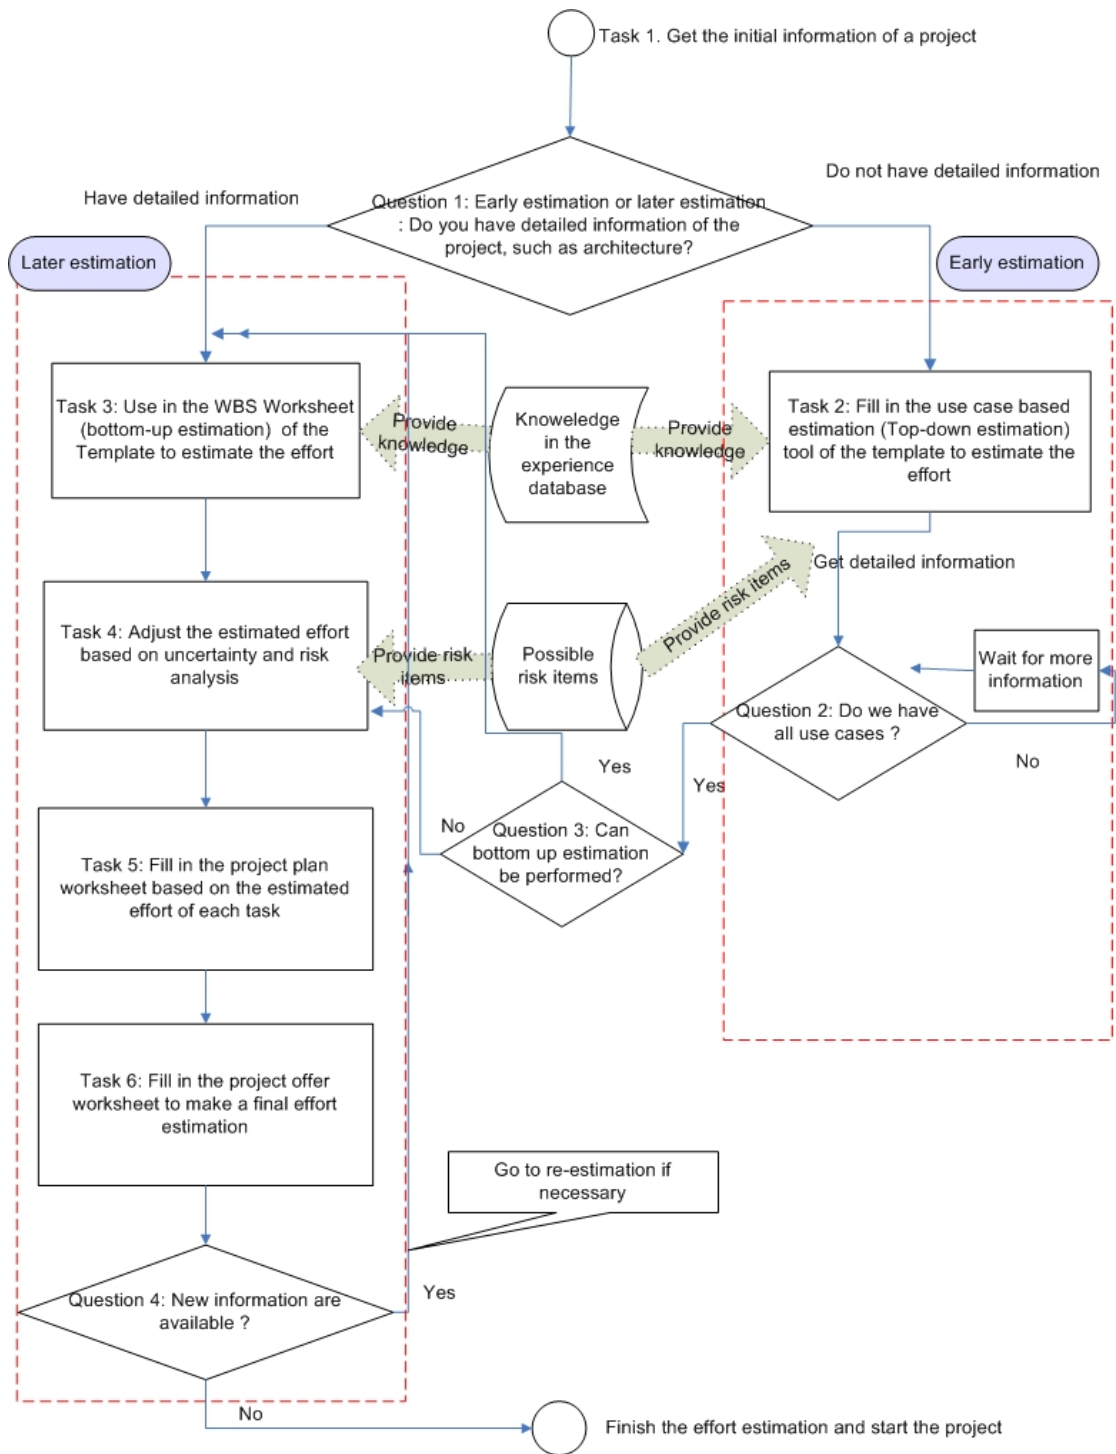 Task 1. Get the initial information of a project
Do not have detailed information
Have detailed information
Question 1: Early estimation or later estimation
: Do you have detailed information of the
project, such as architecture?
Later estimation
Early estimation
Task 3: Use in the WBS Worksheet
(bottom-up estimation) of the
Template to estimate the effort
Provide
knowledge
Knoweledge
in the
experience
database
Provide
knowledge
Task 2: Fill in the use case based
estimation (Top-down estimation)
tool of the template to estimate the
effort
Get detailed information
Provide risk items
Task 4: Adjust the estimated effort
based on uncertainty and risk
analysis
Provide risk
items
Possible
risk items
Wait for more
information
Question 2: Do we have
all use cases ?
No
Yes
Yes
No
Question 3: Can
bottom up estimation
be performed?
Task 5: Fill in the project plan
worksheet based on the estimated
effort of each task
Task 6: Fill in the project offer
worksheet to make a final effort
estimation
Go to re-estimation if
necessary
Question 4: New information are
available ?
Yes
No
Finish the effort estimation and start the project